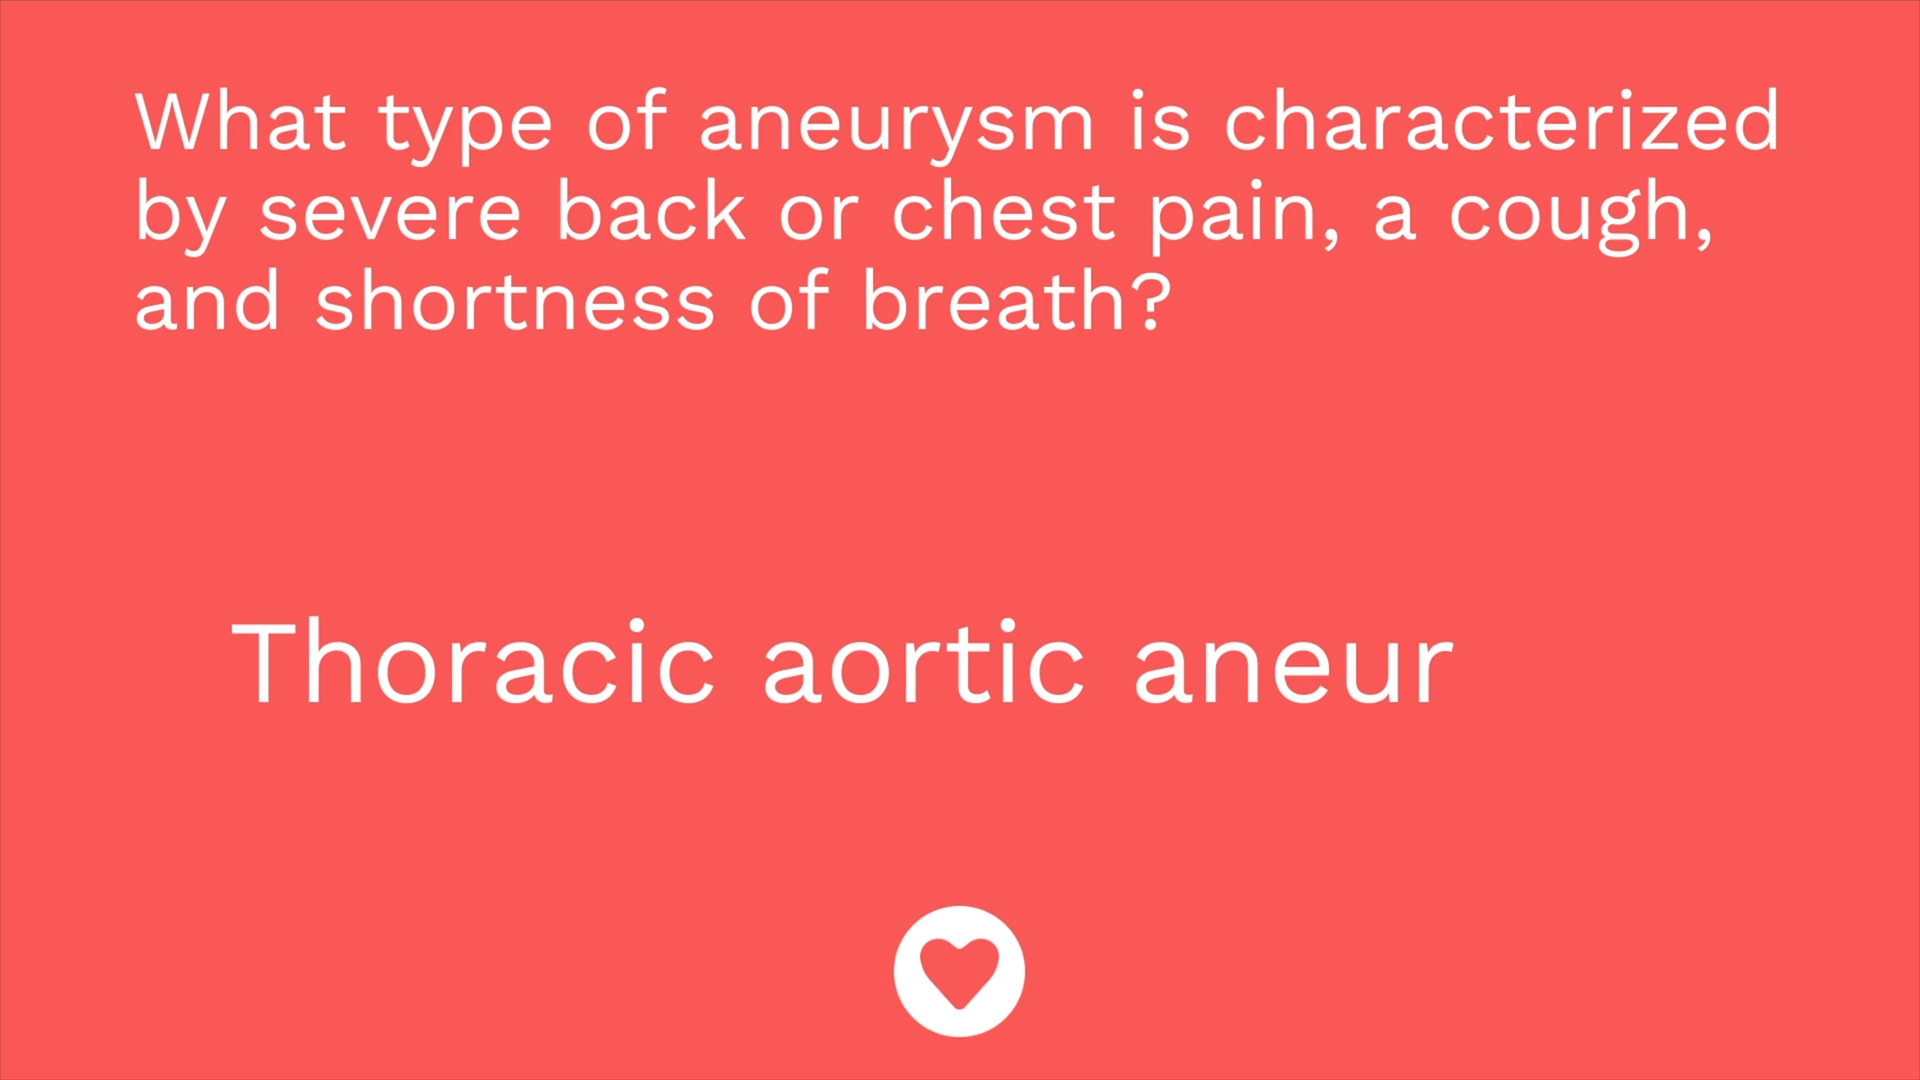 What type of aneurysm is characterized
by severe back or chest pain, a cough,
and shortness of breath?
Thoracic aortic aneur